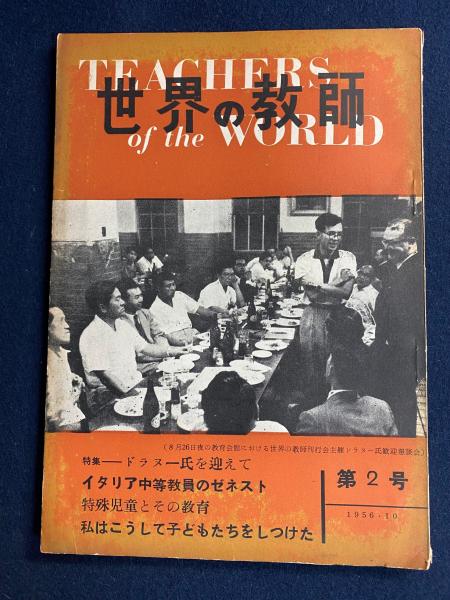 TEACHERS
世界の教師
of the WORLD
(8月26日夜の教育会館における世界の教師刊行会主催ドラヌー氏歓迎懇談会)
特集——ドラヌー氏を迎えて
イタリア中等教員のゼネスト
特殊児童とその教育
私はこうして子どもたちをしつけた
第2号
1956・10